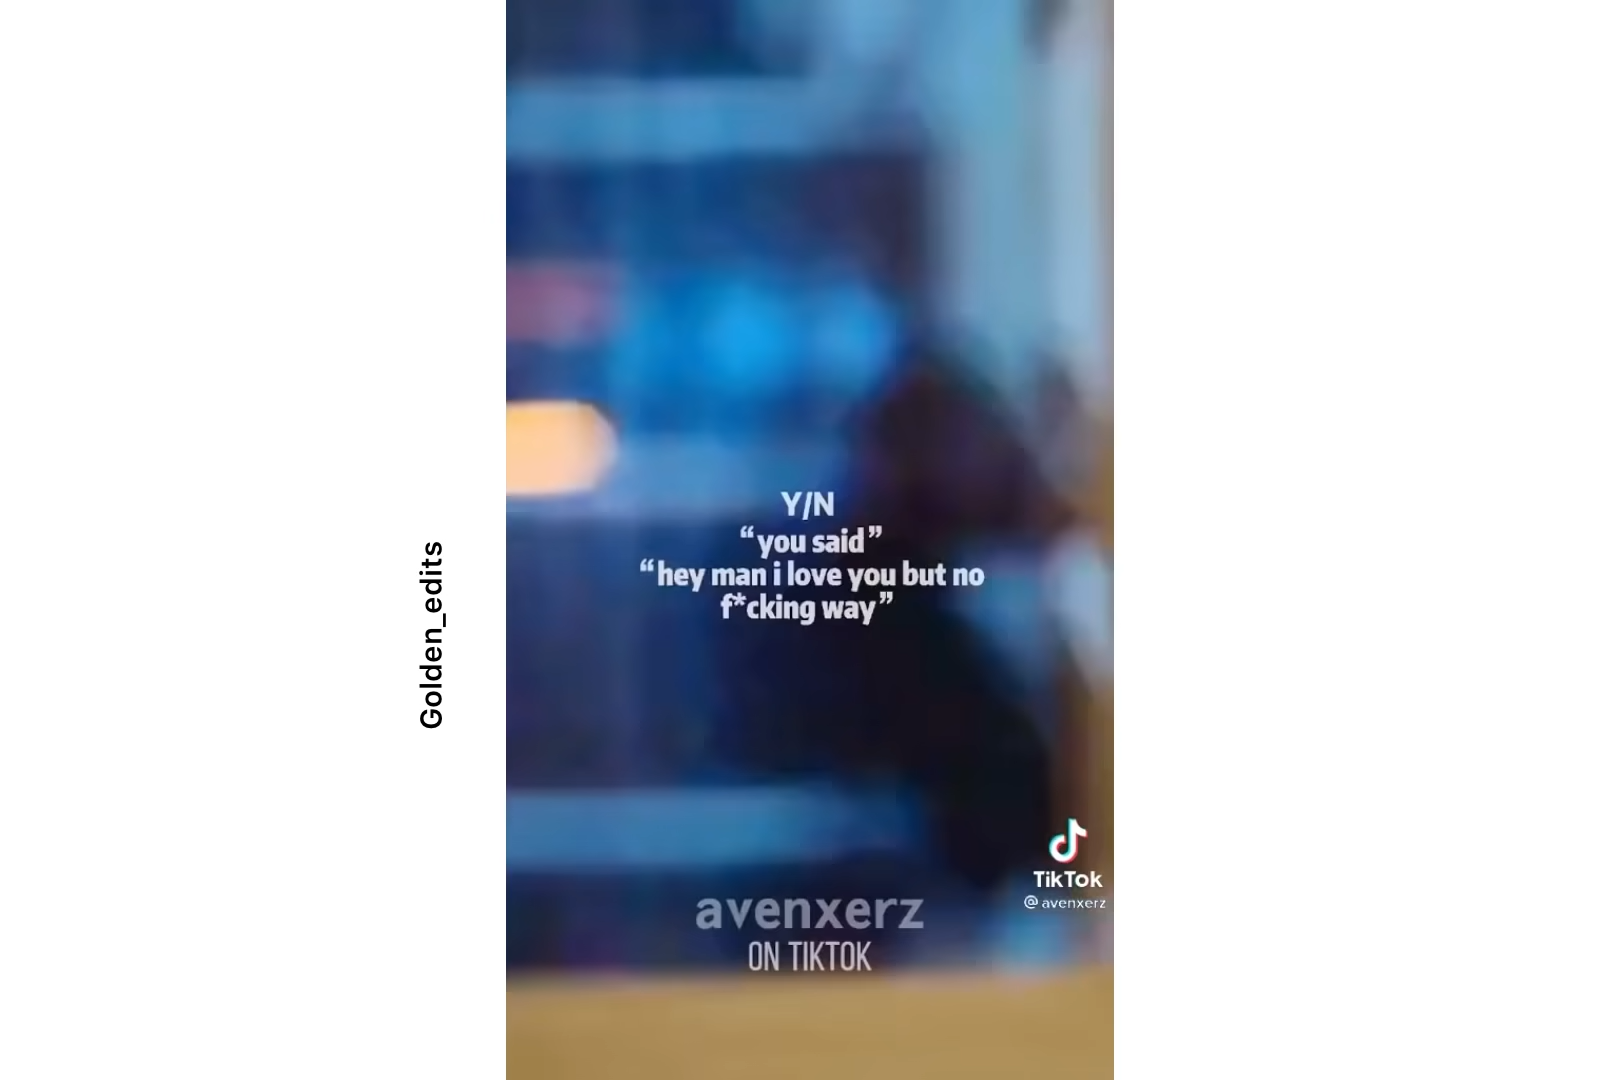 Y/N
“you said”
“hey man i love you but no
f*cking way”
Golden_edits
TikTok
@avenxerz
avenxerz
ON TIKTOK